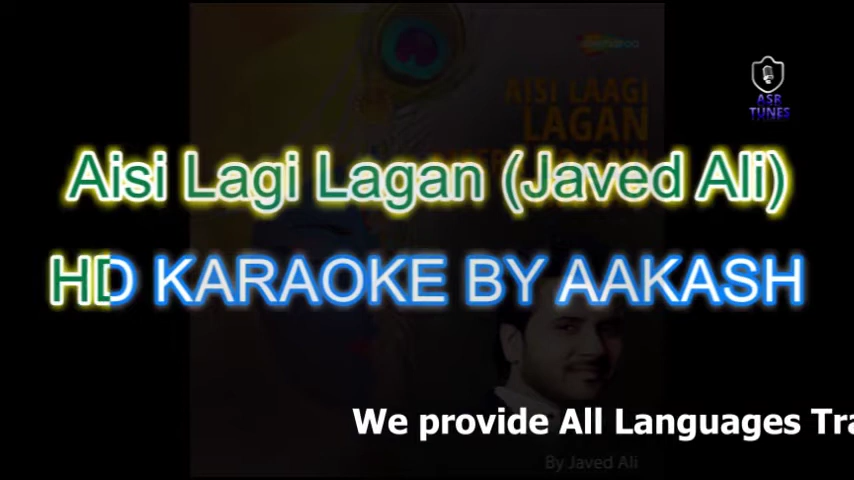 shemaroo
ASR
TUNES
AISI LAAGI
LAGAN
Aisi Lagi Lagan (Javed Ali)
HD KARAOKE BY AAKASH
We provide All Languages Tra
By Javed Ali